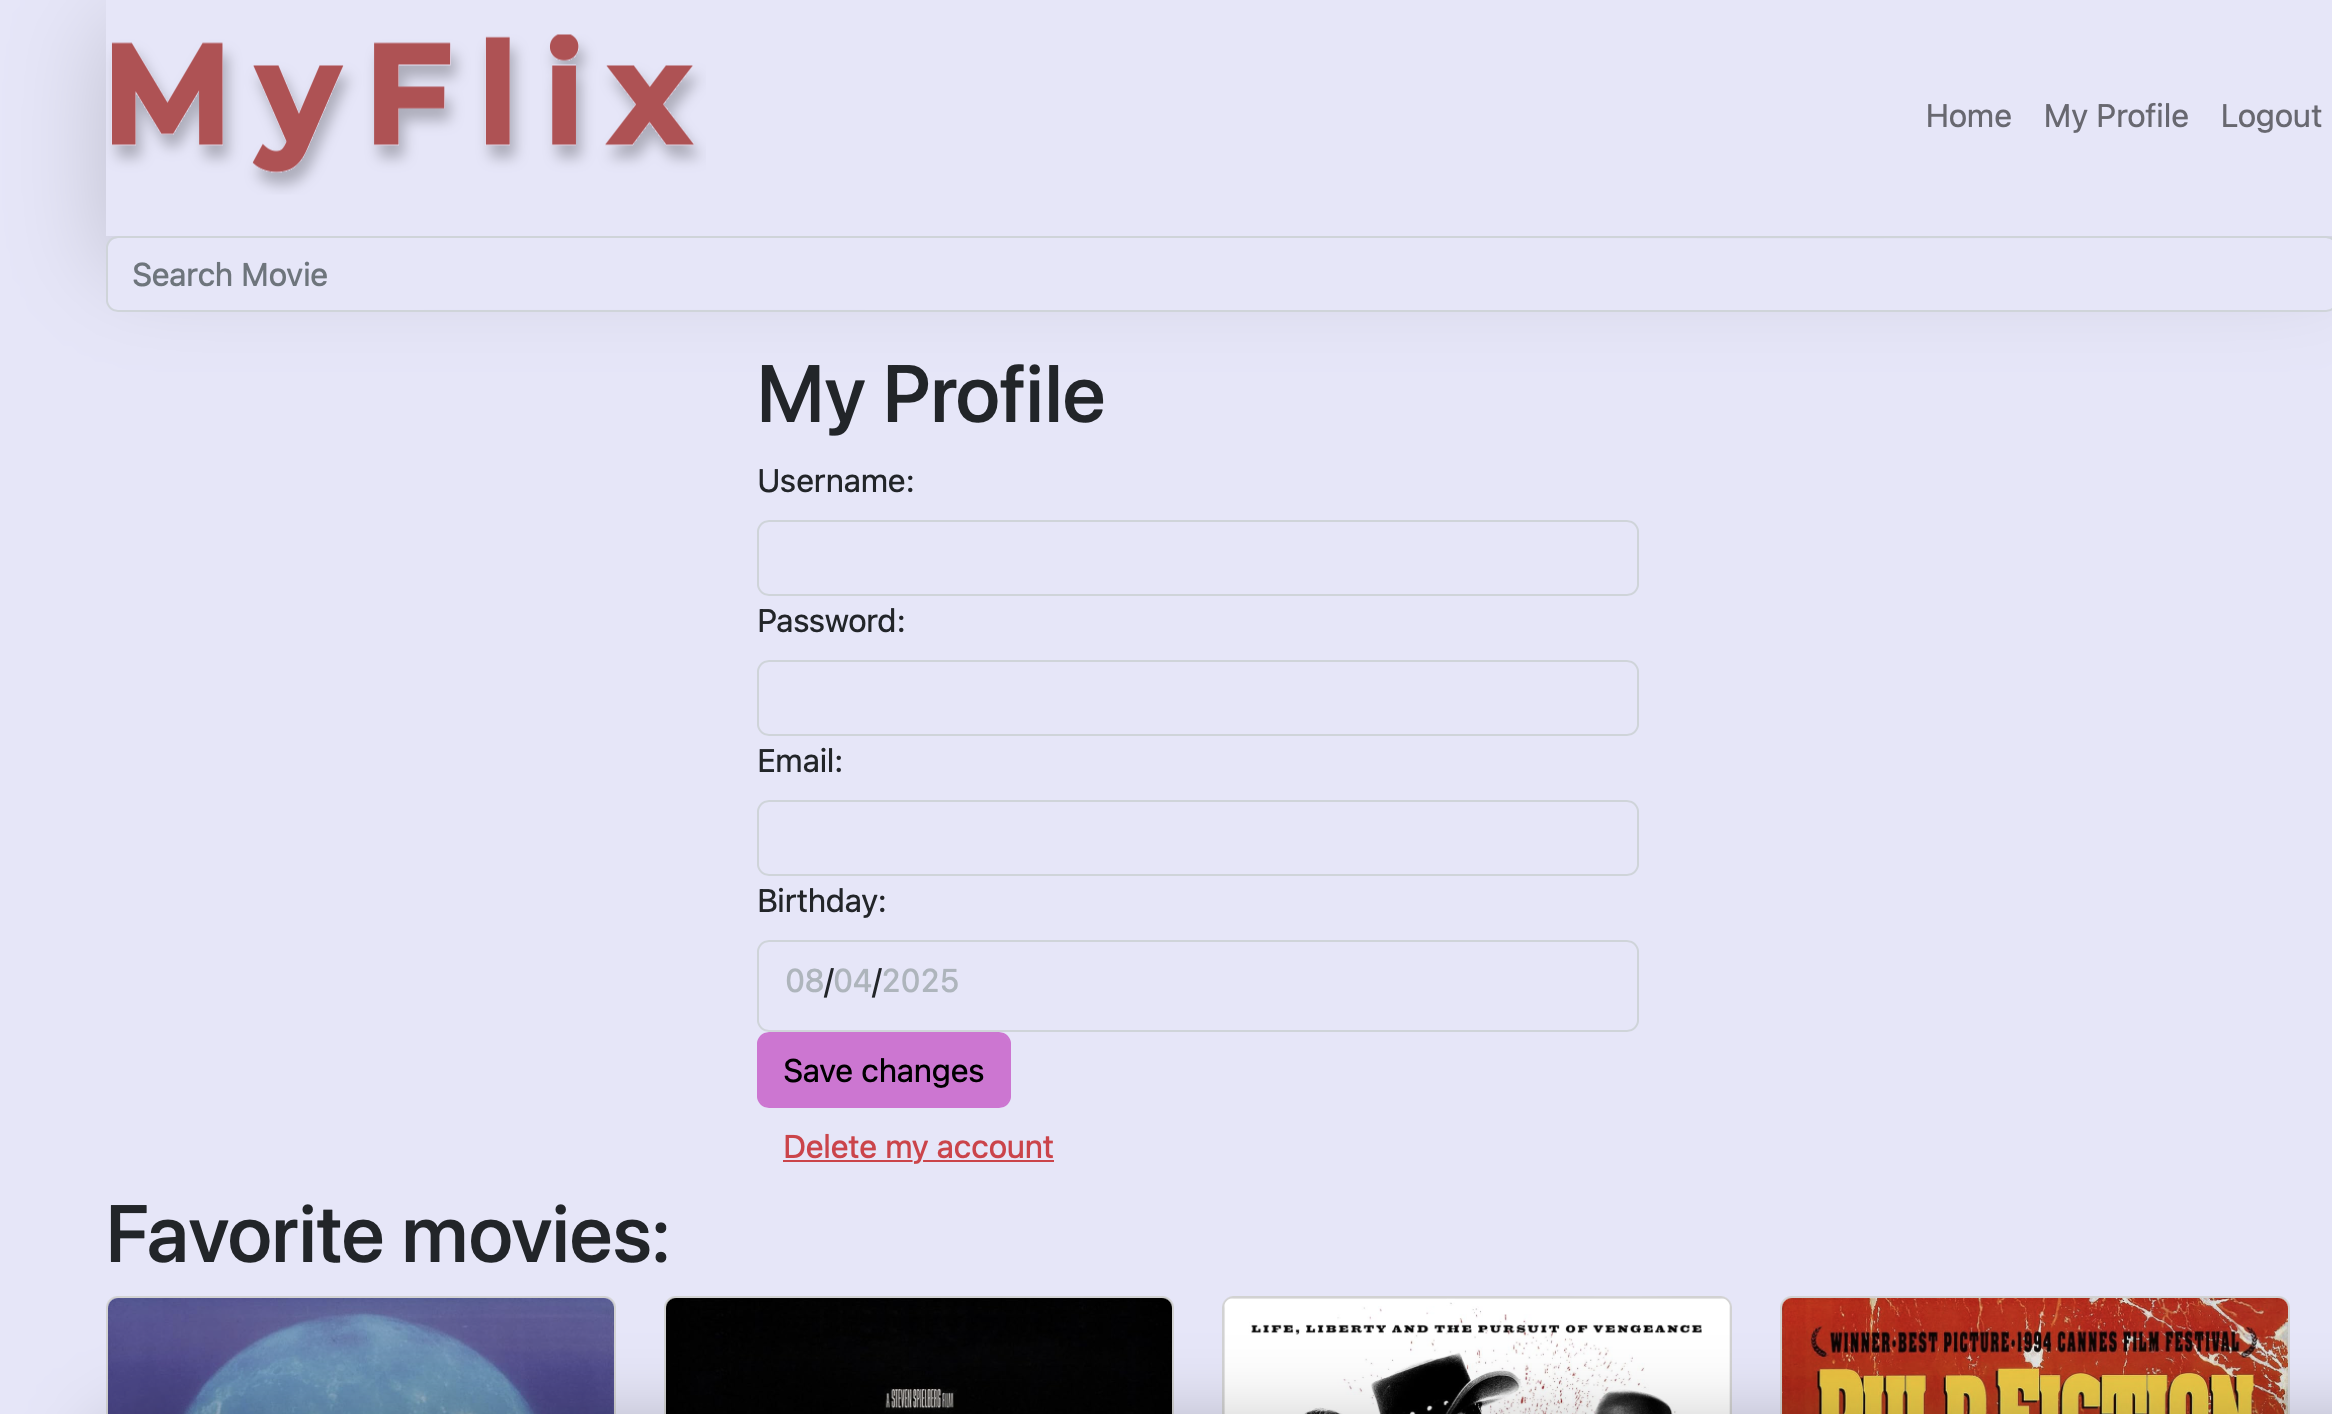 MyFlix
Home My Profile Logout
Search Movie
My Profile
Username:
Password:
Email:
Birthday:
08/04/2025
Save changes
Delete my account
Favorite movies:
A STEVEN SPIELBERG FILM
LIFE, LIBERTY AND THE PURSUIT OF VENGEANCE
WINNER•BEST PICTURE•1994 CANNES FILM FESTIVAL
PULP FICTION